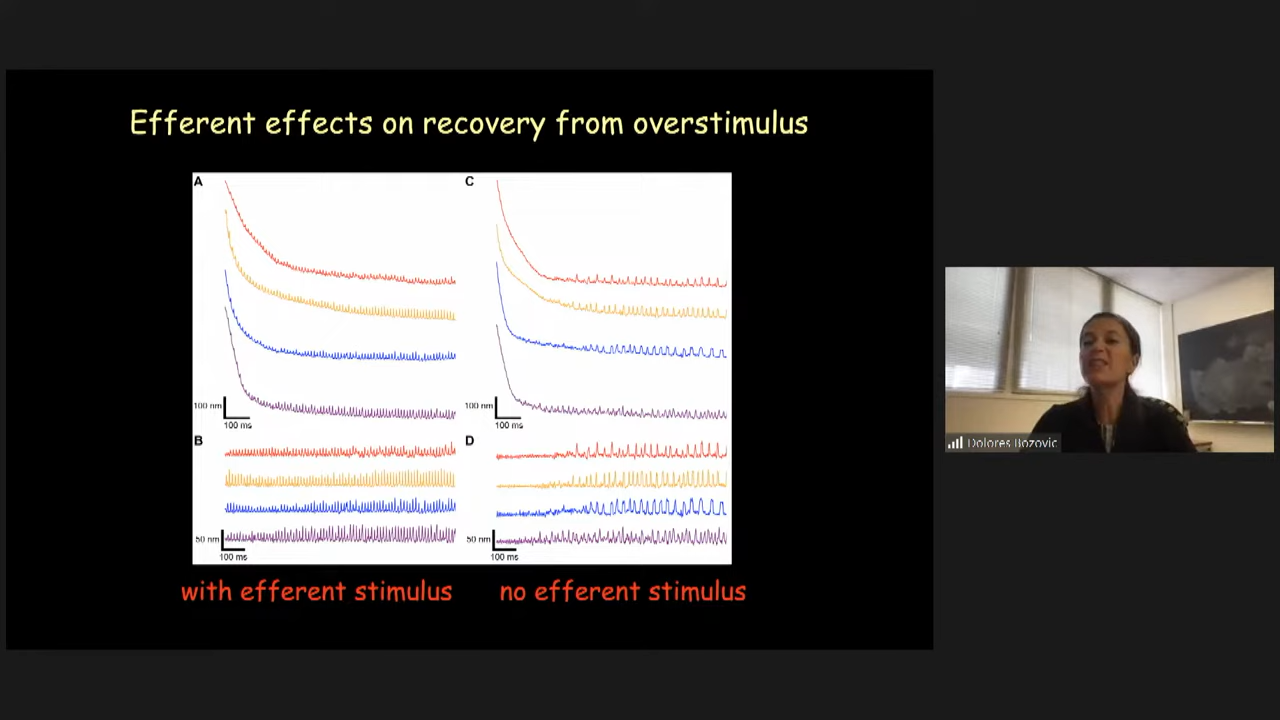 Efferent effects on recovery from overstimulus
A
C
100 nm
100 ms
100 nm
100 ms
B
D
50 nm
100 ms
50 nm
100 ms
with efferent stimulus
no efferent stimulus
Dolores Bozovic